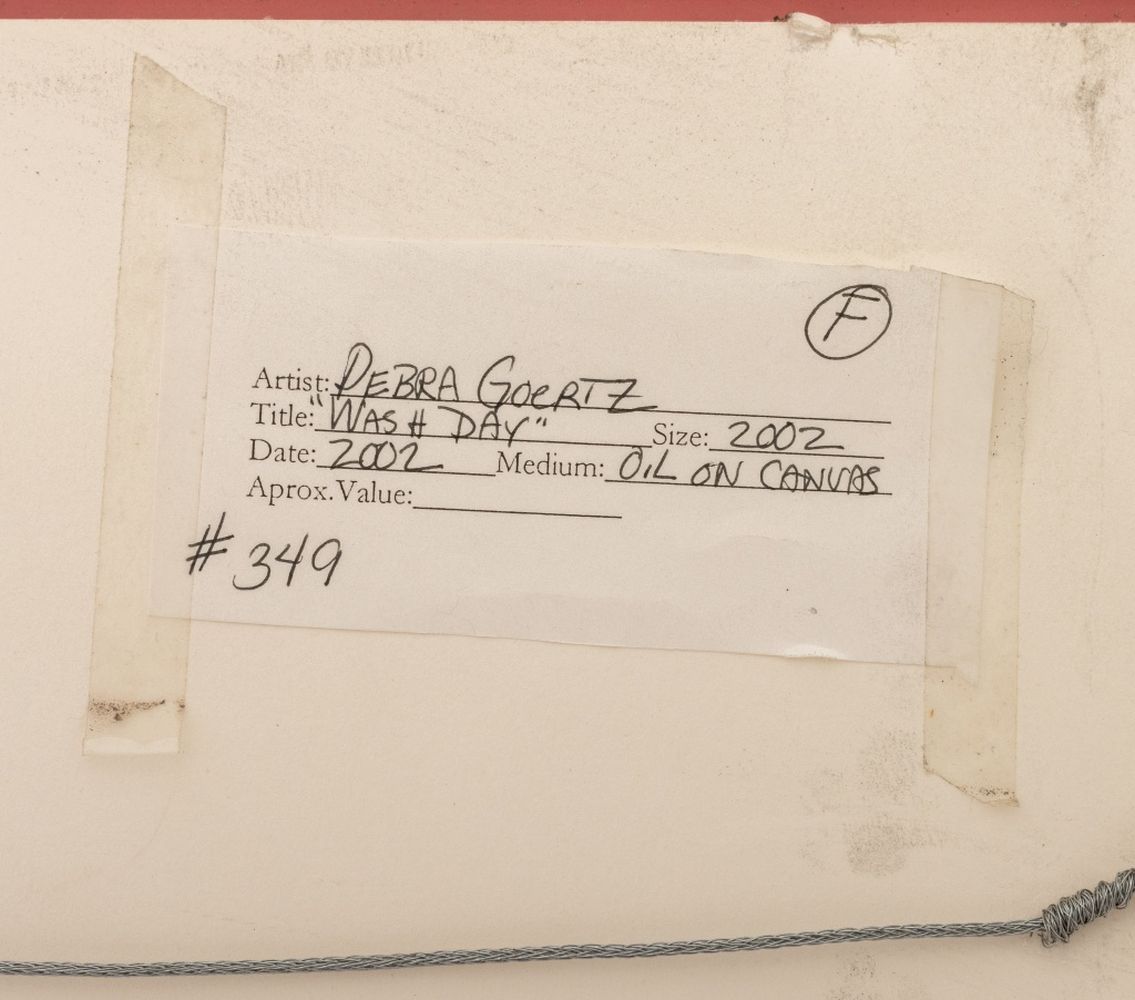 F
Artist: DEBRA GOERTZ
Title: "WASH DAY" Size: 2002
Date: 2002 Medium: OIL ON CANVAS
Aprox.Value:
# 349